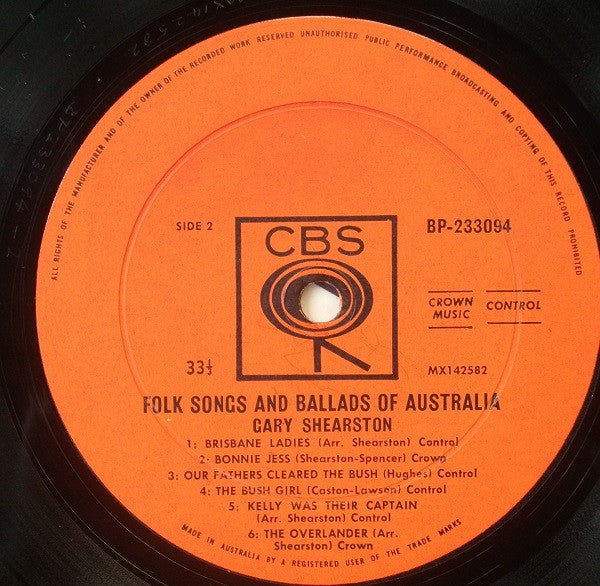 ALL RIGHTS OF THE MANUFACTURER AND OF THE OWNER OF THE RECORDED WORK RESERVED UNAUTHORISED PUBLIC PERFORMANCE BROADCASTING AND COPYING OF THIS RECORD PROHIBITED
SIDE 2
CBS
BP-233094
CROWN MUSIC
CONTROL
33⅓
MX142582
FOLK SONGS AND BALLADS OF AUSTRALIA
GARY SHEARSTON
1: BRISBANE LADIES (Arr. Shearston) Control
2: BONNIE JESS (Shearston-Spencer) Crown
3: OUR FATHERS CLEARED THE BUSH (Hughes) Control
4: THE BUSH GIRL (Caston-Lawson) Control
5: KELLY WAS THEIR CAPTAIN
(Arr. Shearston) Control
6: THE OVERLANDER (Arr.
Shearston) Crown
MADE IN AUSTRALIA BY A REGISTERED USER OF THE TRADE MARKS